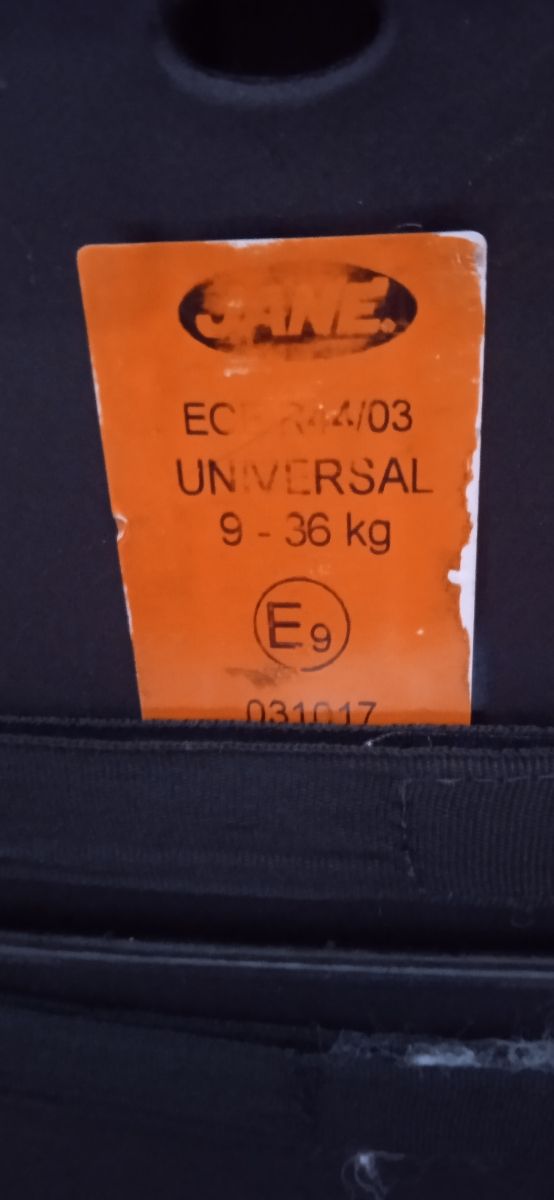 JANE.
ECE R44/03
UNIVERSAL
9 - 36 kg
E9
031017